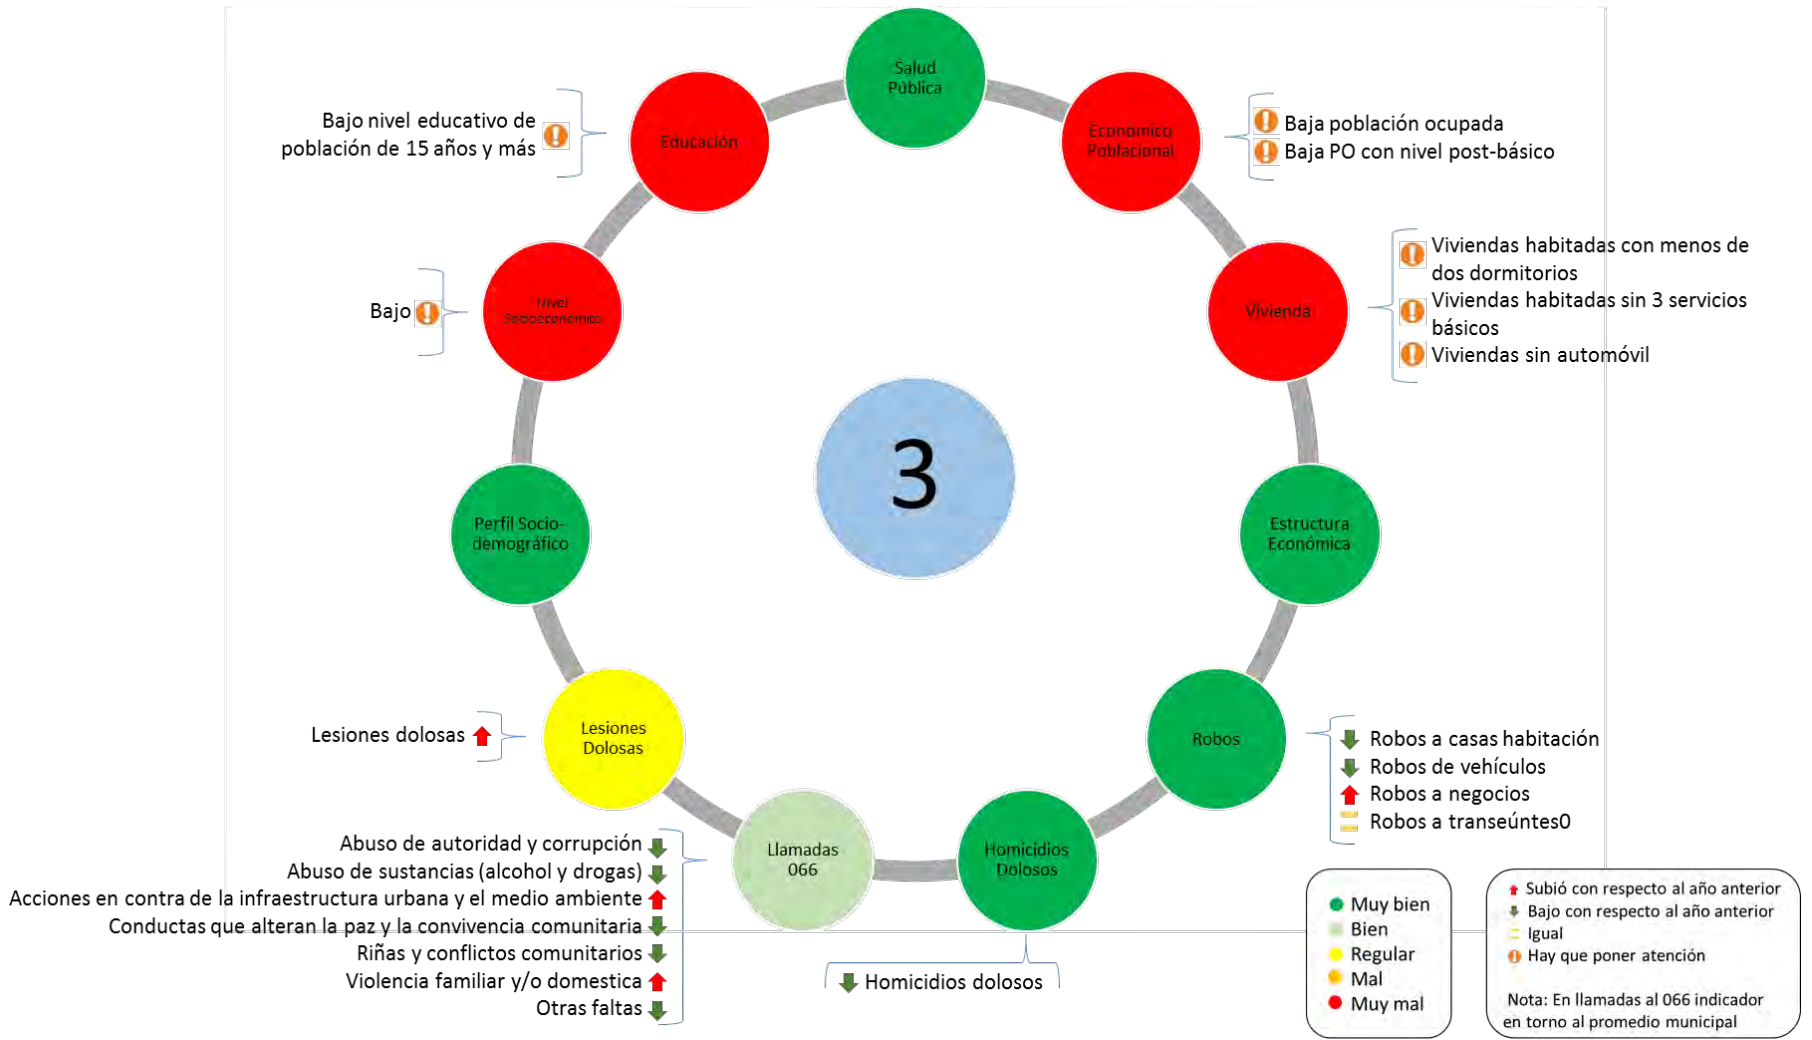 Salud
Pública
Educación
Bajo nivel educativo de
población de 15 años y más
Económico
Poblacional
Baja población ocupada
Baja PO con nivel post-básico
Nivel
Socioeconómico
Bajo
Vivienda
Viviendas habitadas con menos de
dos dormitorios
Viviendas habitadas sin 3 servicios
básicos
Viviendas sin automóvil
3
Perfil Socio-
demográfico
Estructura
Económica
Lesiones
Dolosas
Lesiones dolosas
Robos
Robos a casas habitación
Robos de vehículos
Robos a negocios
Robos a transeúntes0
Llamadas
066
Abuso de autoridad y corrupción
Abuso de sustancias (alcohol y drogas)
Acciones en contra de la infraestructura urbana y el medio ambiente
Conductas que alteran la paz y la convivencia comunitaria
Riñas y conflictos comunitarios
Violencia familiar y/o domestica
Otras faltas
Homicidios
Dolosos
Homicidios dolosos
Muy bien
Bien
Regular
Mal
Muy mal
Subió con respecto al año anterior
Bajo con respecto al año anterior
Igual
Hay que poner atención
Nota: En llamadas al 066 indicador
en torno al promedio municipal